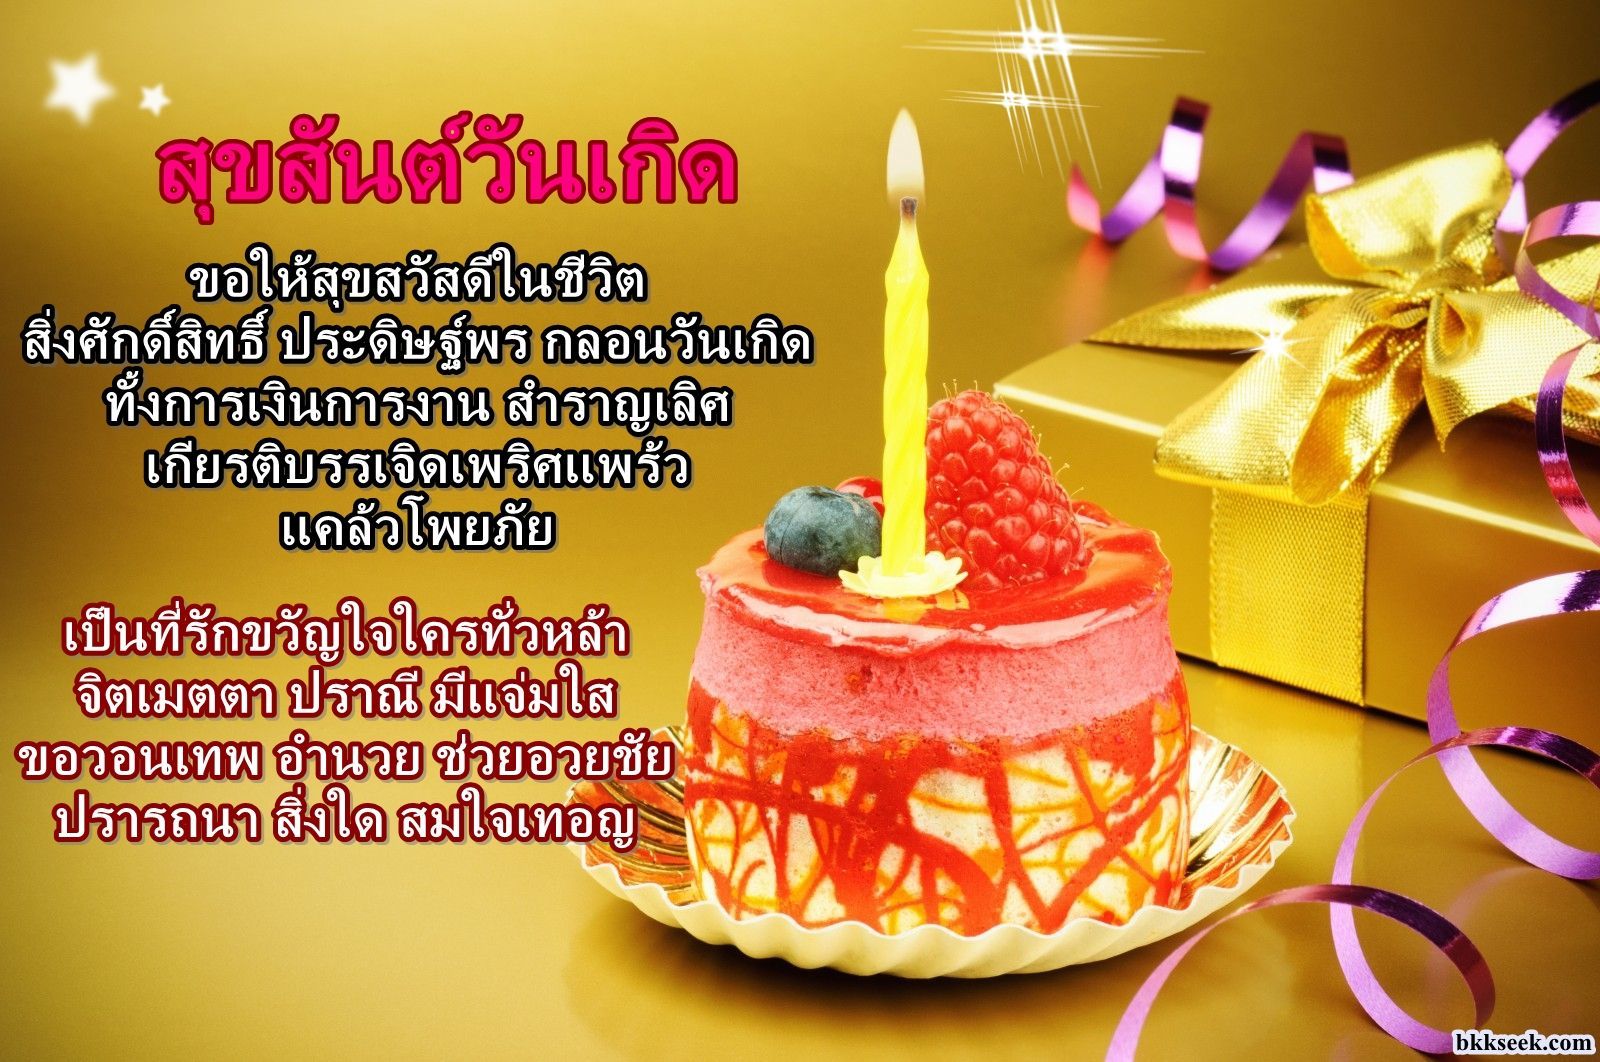 สุขสันต์วันเกิด
ขอให้สุขสวัสดีในชีวิต
สิ่งศักดิ์สิทธิ์ ประดิษฐ์พร กลอนวันเกิด
ทั้งการเงินการงาน สำราญเลิศ
เกียรติบรรเจิดเพริศแพร้ว
แคล้วโพยภัย
เป็นที่รักขวัญใจใครทั่วหล้า
จิตเมตตา ปราณี มีแจ่มใส
ขอวอนเทพ อำนวย ช่วยอวยชัย
ปรารถนา สิ่งใด สมใจเทอญ
bkkseek.com